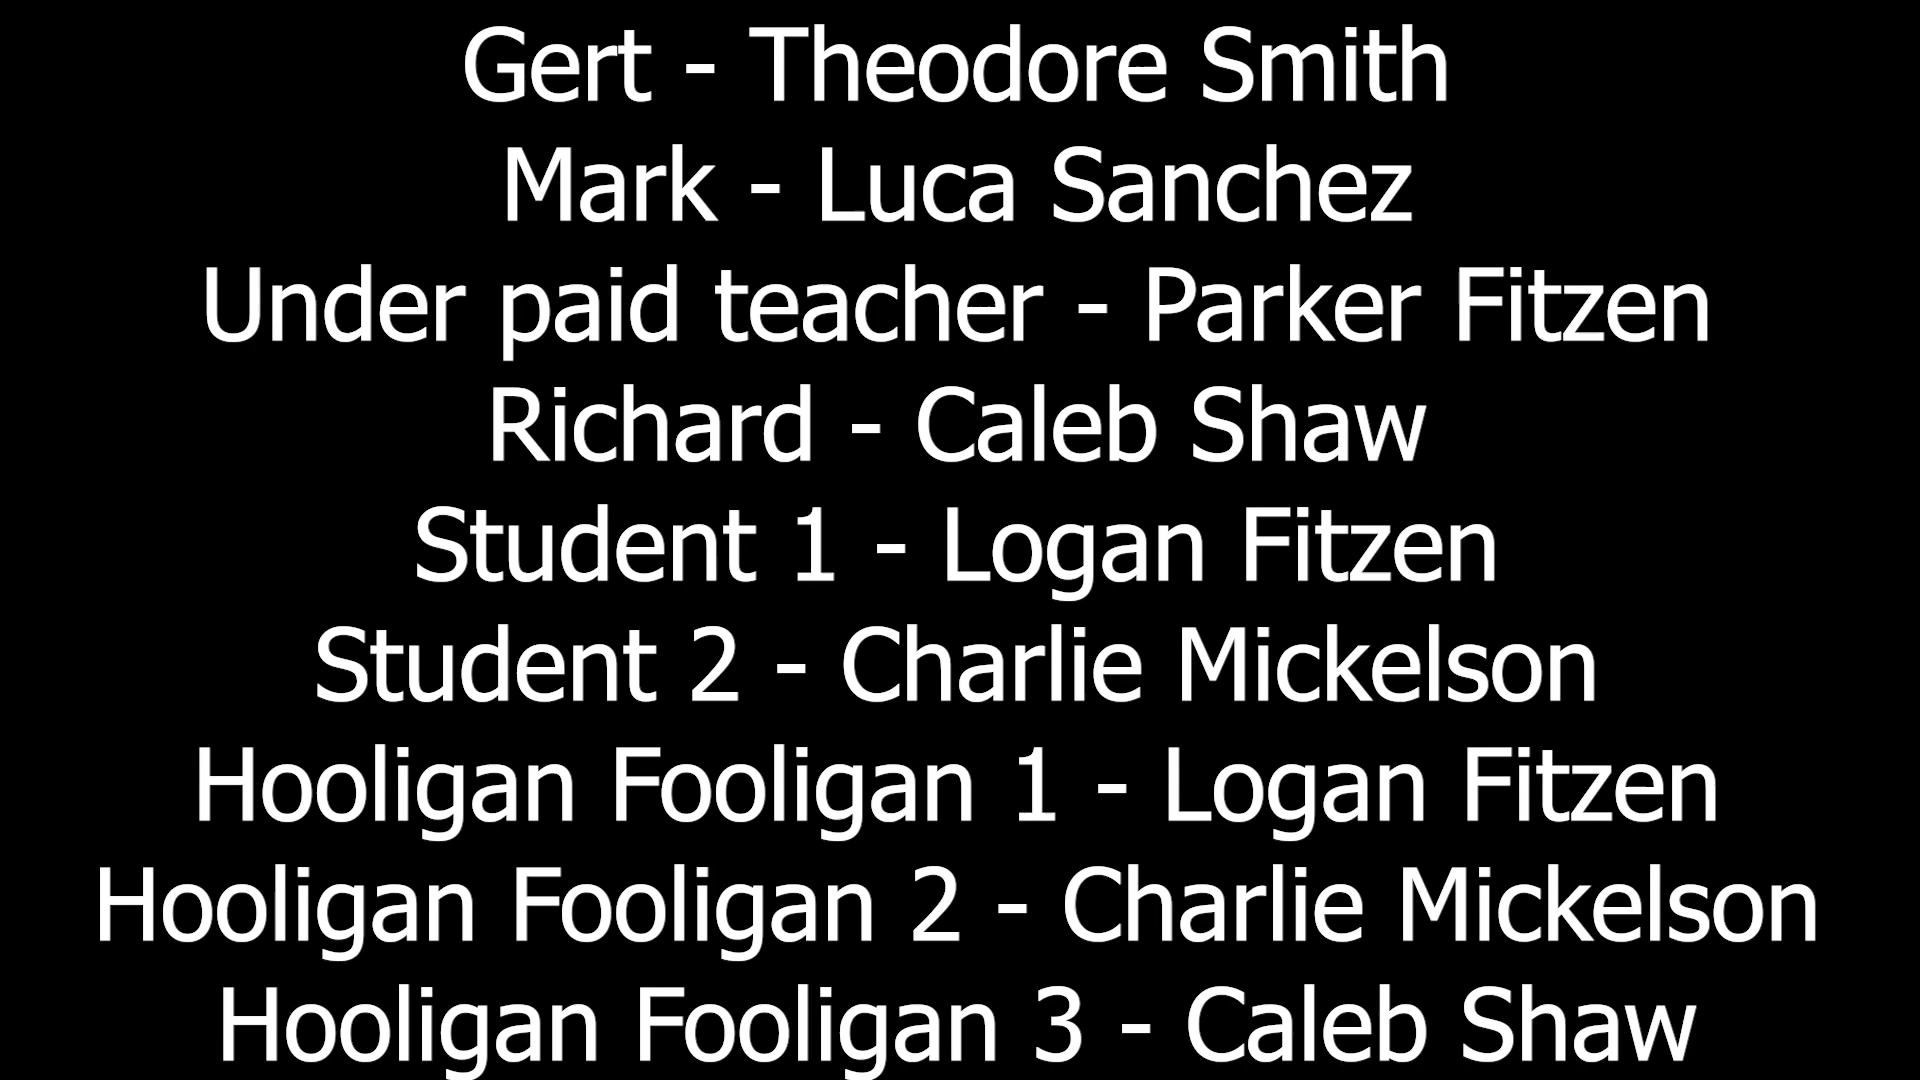 Gert - Theodore Smith
Mark - Luca Sanchez
Under paid teacher - Parker Fitzen
Richard - Caleb Shaw
Student 1 - Logan Fitzen
Student 2 - Charlie Mickelson
Hooligan Fooligan 1 - Logan Fitzen
Hooligan Fooligan 2 - Charlie Mickelson
Hooligan Fooligan 3 - Caleb Shaw